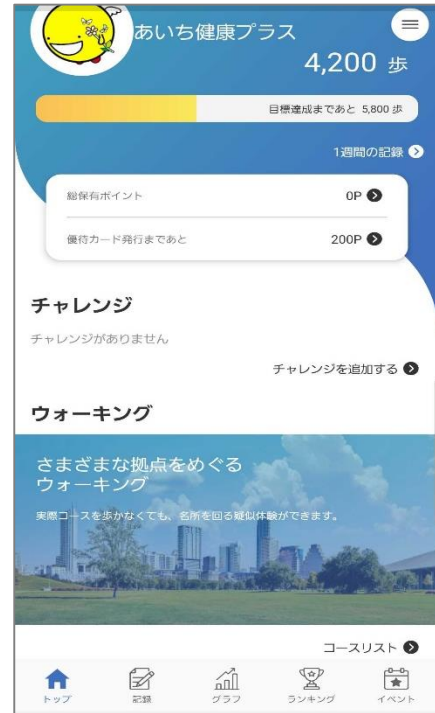 あいち健康プラス
4,200 歩
目標達成まであと 5,800 歩
1週間の記録
総保有ポイント 0P
優待カード発行まであと 200P
チャレンジ
チャレンジがありません
チャレンジを追加する
ウォーキング
さまざまな拠点をめぐる
ウォーキング
実際コースを歩かなくても、名所を回る疑似体験ができます。
コースリスト
トップ 記録 グラフ ランキング イベント